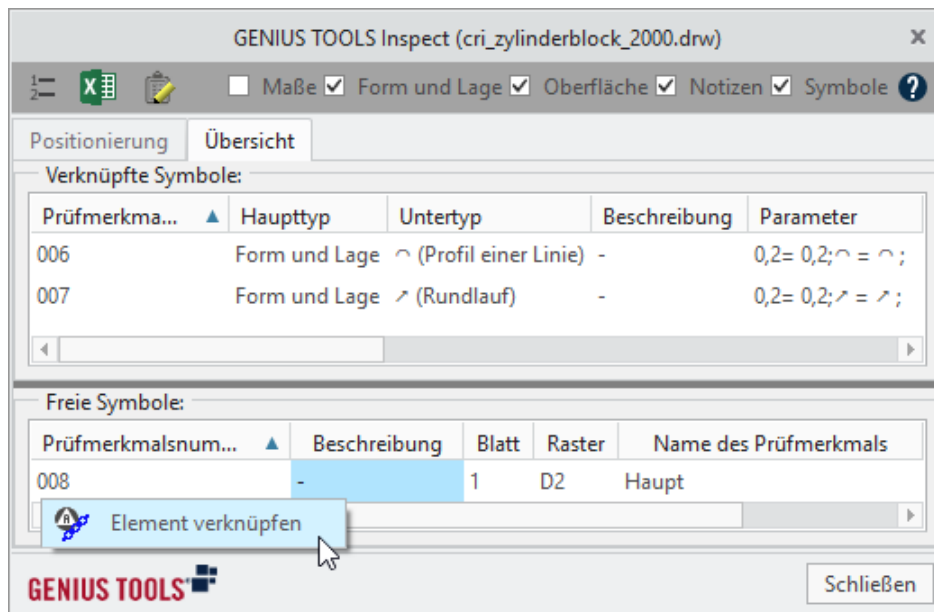 GENIUS TOOLS Inspect (cri_zylinderblock_2000.drw)
Maße Form und Lage Oberfläche Notizen Symbole
Positionierung Übersicht
Verknüpfte Symbole:
Prüfmerkma... Haupttyp Untertyp Beschreibung Parameter
006 Form und Lage ⌒ (Profil einer Linie) - 0,2= 0,2;⌒ = ⌒ ;
007 Form und Lage ↗ (Rundlauf) - 0,2= 0,2;↗ = ↗ ;
Freie Symbole:
Prüfmerkmalsnum... Beschreibung Blatt Raster Name des Prüfmerkmals
008 - 1 D2 Haupt
Element verknüpfen
GENIUS TOOLS
Schließen